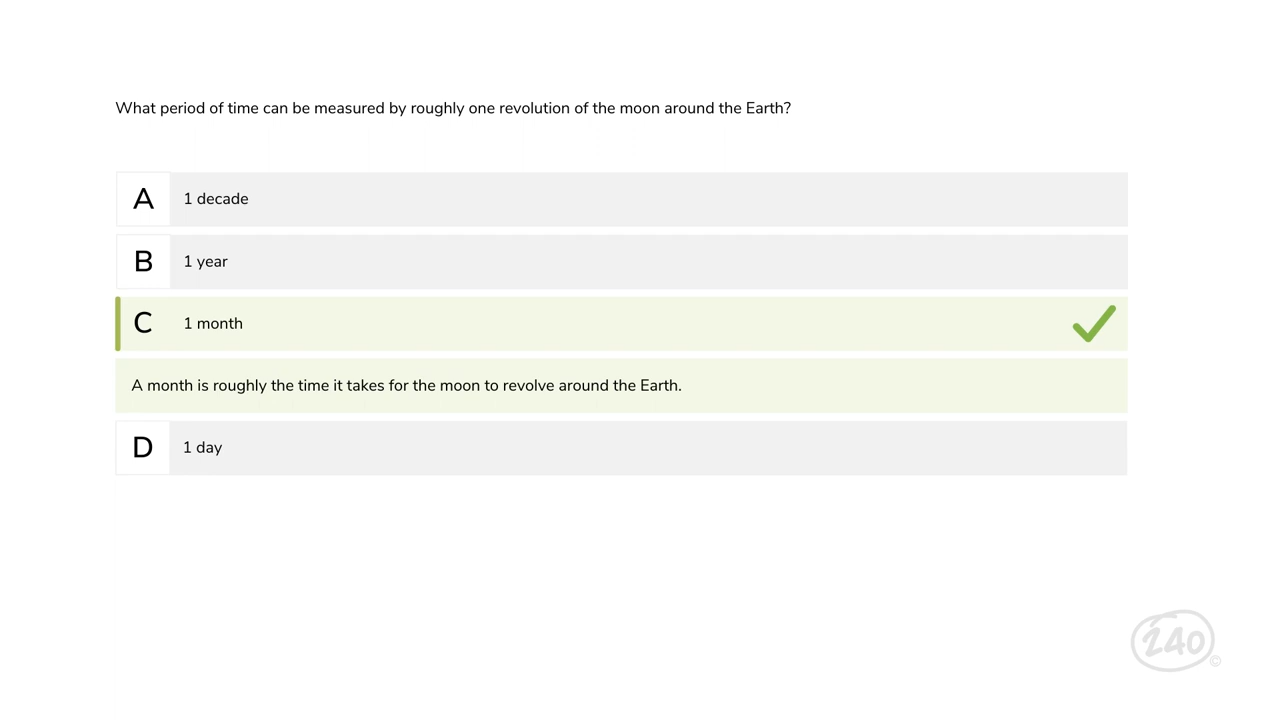 What period of time can be measured by roughly one revolution of the moon around the Earth?
A 1 decade
B 1 year
C 1 month
A month is roughly the time it takes for the moon to revolve around the Earth.
D 1 day
240 ©